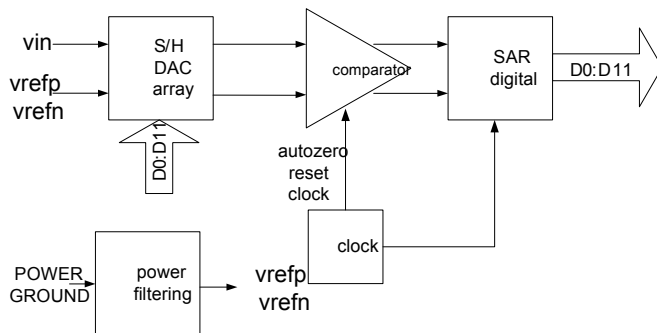 vin
vrefp
vrefn
S/H
DAC
array
D0:D11
comparator
SAR
digital
D0:D11
autozero
reset
clock
clock
POWER
GROUND
power
filtering
vrefp
vrefn